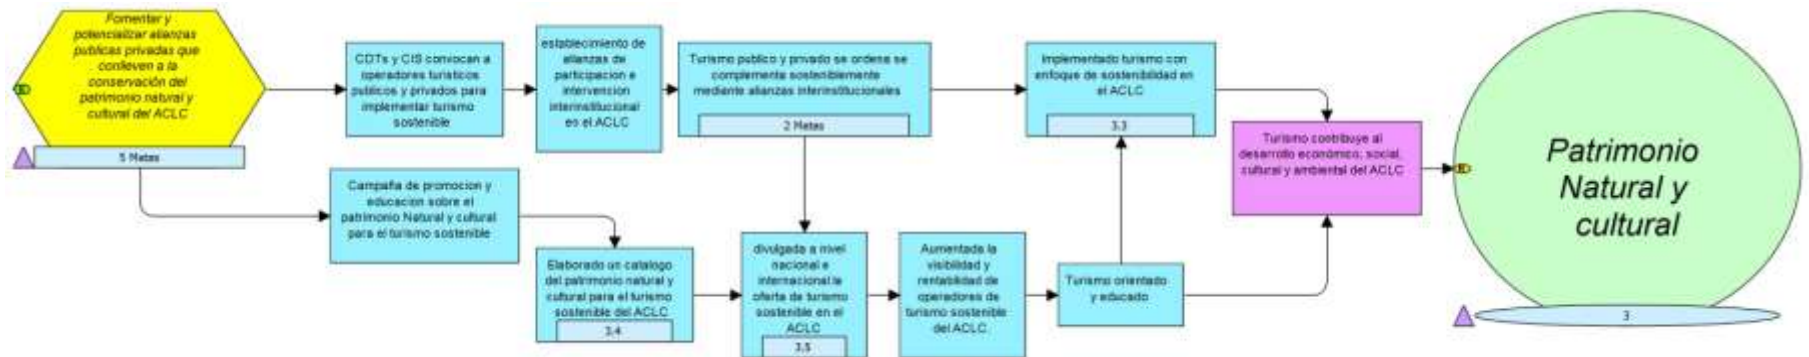 Fomentar y
potencializar alianzas
publicas privadas que
conlleven a la
conservación del
patrimonio natural y
cultural del ACLC
5 Metas
CDTs y CIS convocan a
operadores turisticos
publicos y privados para
implementar turismo
sostenible
establecimiento de
alianzas de
participacion e
intervencion
interinstitucional
en el ACLC
Turismo publico y privado se ordena se
complementa sosteniblemente
mediante alianzas interinstitucionales
2 Metas
Implementado turismo con
enfoque de sostenibilidad en
el ACLC
3.3
Campaña de promocion y
educacion sobre el
patrimonio Natural y cultural
para el turismo sostenible
Elaborado un catalogo
del patrimonio natural y
cultural para el turismo
sostenible del ACLC
3.4
divulgada a nivel
nacional e
internacional la
oferta de turismo
sostenible en el
ACLC
3.5
Aumentada la
visibilidad y
rentabilidad de
operadores de
turismo sostenible
del ACLC
Turismo orientado
y educado
Turismo contribuye al
desarrollo económico, social,
cultural y ambiental del ACLC
Patrimonio
Natural y
cultural
3